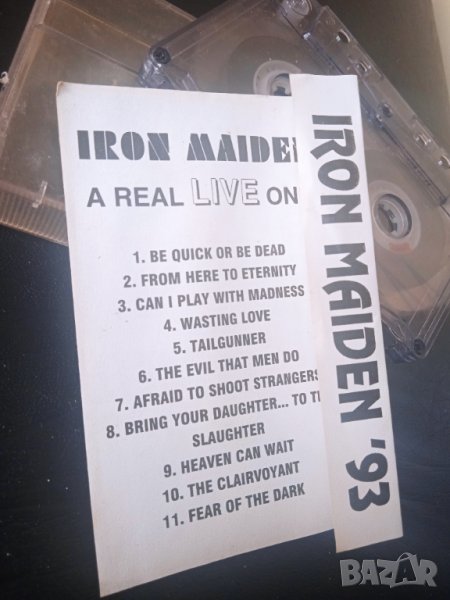 IRON MAIDE
A REAL LIVE ON
1. BE QUICK OR BE DEAD
2. FROM HERE TO ETERNITY
3. CAN I PLAY WITH MADNESS
4. WASTING LOVE
5. TAILGUNNER
6. THE EVIL THAT MEN DO
7. AFRAID TO SHOOT STRANGERS
8. BRING YOUR DAUGHTER... TO T
SLAUGHTER
9. HEAVEN CAN WAIT
10. THE CLAIRVOYANT
11. FEAR OF THE DARK
IRON MAIDEN '93
BAZAR